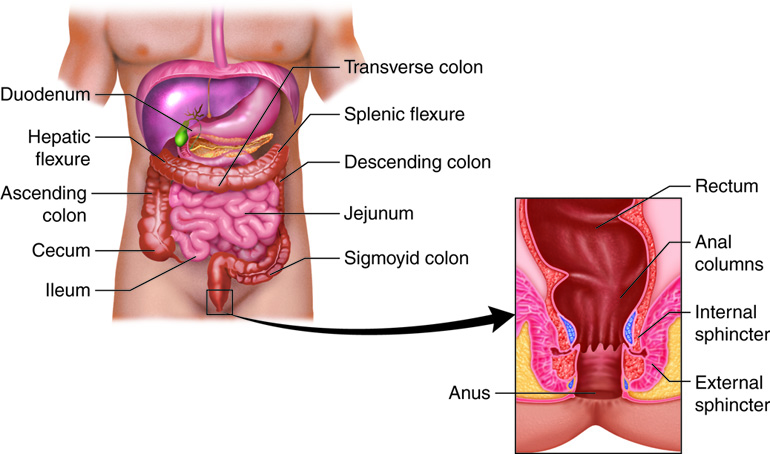 Duodenum
Hepatic
flexure
Ascending
colon
Cecum
Ileum
Transverse colon
Splenic flexure
Descending colon
Jejunum
Sigmoyid colon
Rectum
Anal
columns
Internal
sphincter
External
sphincter
Anus